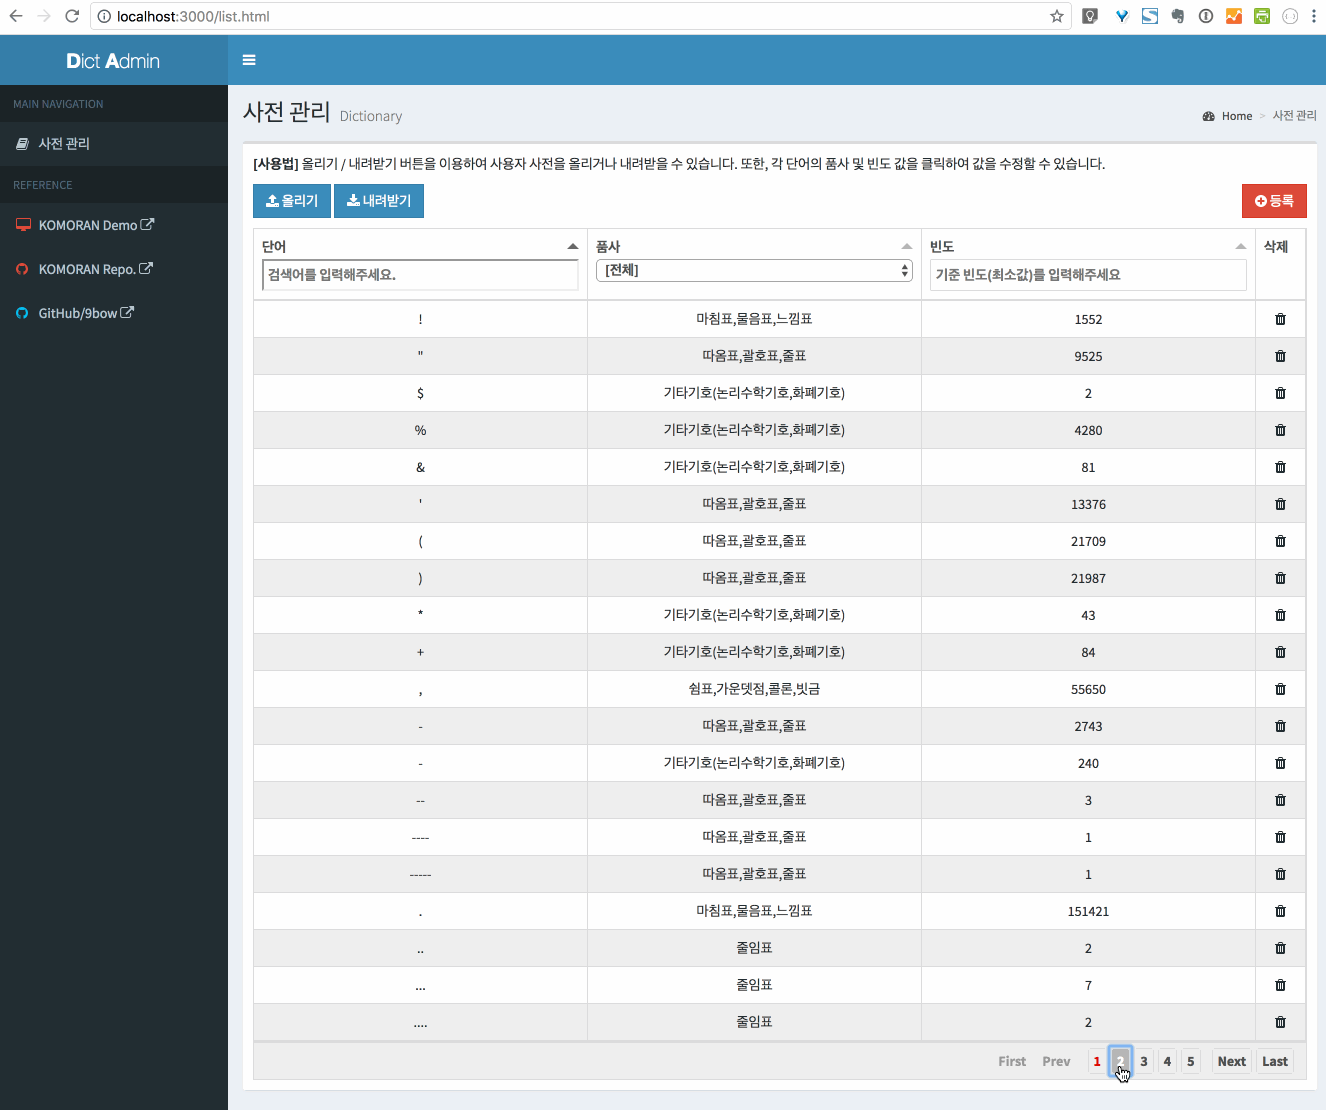 localhost:3000/list.html
Dict Admin
MAIN NAVIGATION
사전 관리
REFERENCE
KOMORAN Demo
KOMORAN Repo.
GitHub/9bow
사전 관리 Dictionary
Home > 사전 관리
[사용법] 올리기 / 내려받기 버튼을 이용하여 사용자 사전을 올리거나 내려받을 수 있습니다. 또한, 각 단어의 품사 및 빈도 값을 클릭하여 값을 수정할 수 있습니다.
올리기 내려받기 등록
단어 품사 빈도 삭제
검색어를 입력해주세요. [전체] 기준 빈도(최소값)를 입력해주세요
! 마침표,물음표,느낌표 1552
" 따옴표,괄호표,줄표 9525
$ 기타기호(논리수학기호,화폐기호) 2
% 기타기호(논리수학기호,화폐기호) 4280
& 기타기호(논리수학기호,화폐기호) 81
' 따옴표,괄호표,줄표 13376
( 따옴표,괄호표,줄표 21709
) 따옴표,괄호표,줄표 21987
* 기타기호(논리수학기호,화폐기호) 43
+ 기타기호(논리수학기호,화폐기호) 84
, 쉼표,가운뎃점,콜론,빗금 55650
- 따옴표,괄호표,줄표 2743
- 기타기호(논리수학기호,화폐기호) 240
-- 따옴표,괄호표,줄표 3
---- 따옴표,괄호표,줄표 1
----- 따옴표,괄호표,줄표 1
. 마침표,물음표,느낌표 151421
.. 줄임표 2
... 줄임표 7
.... 줄임표 2
First Prev 1 2 3 4 5 Next Last